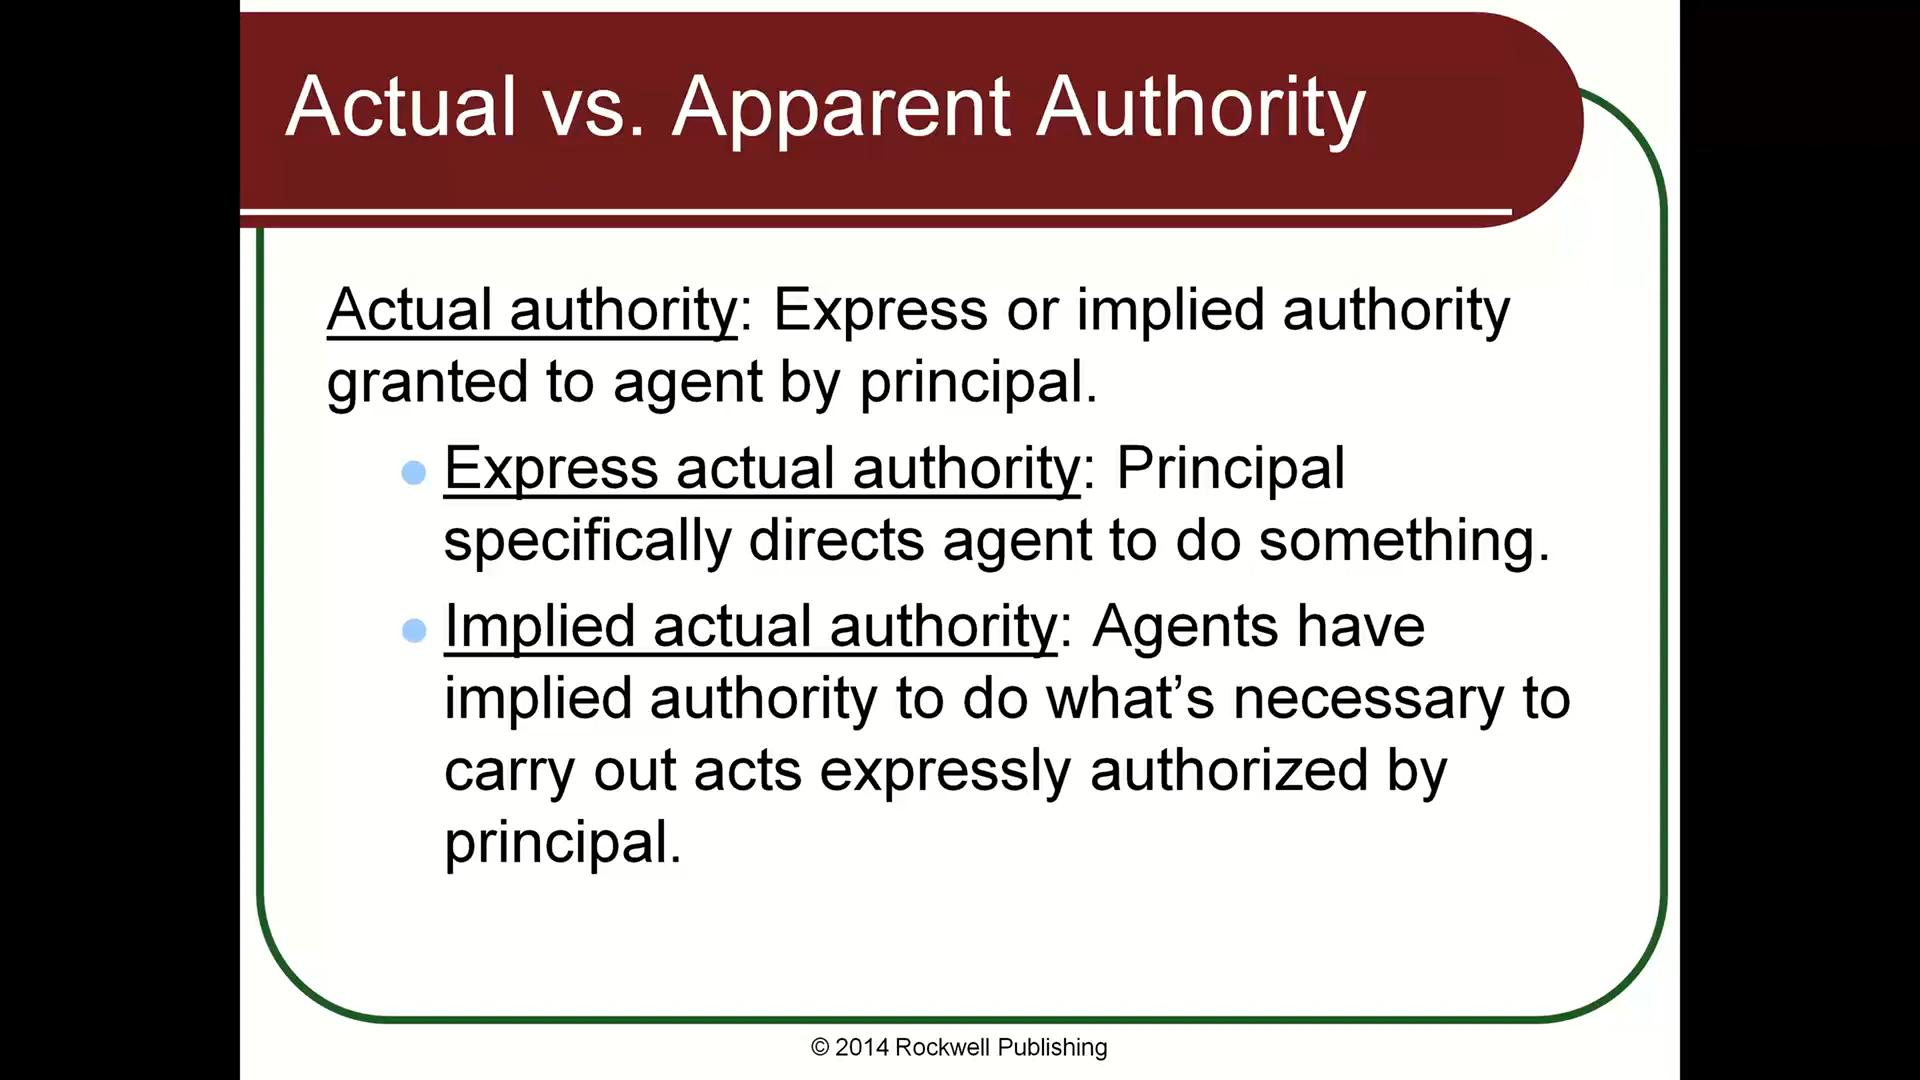 Actual vs. Apparent Authority
Actual authority: Express or implied authority
granted to agent by principal.
Express actual authority: Principal
specifically directs agent to do something.
Implied actual authority: Agents have
implied authority to do what’s necessary to
carry out acts expressly authorized by
principal.
© 2014 Rockwell Publishing